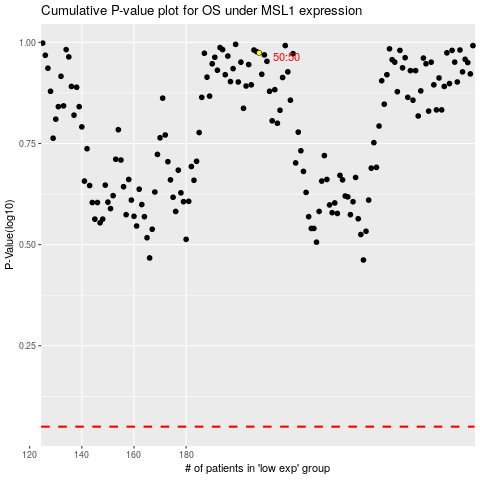 Cumulative P-value plot for OS under MSL1 expression
P-Value(log10)
1.00
0.75
0.50
0.25
50:50
120 140 160 180
# of patients in 'low exp' group